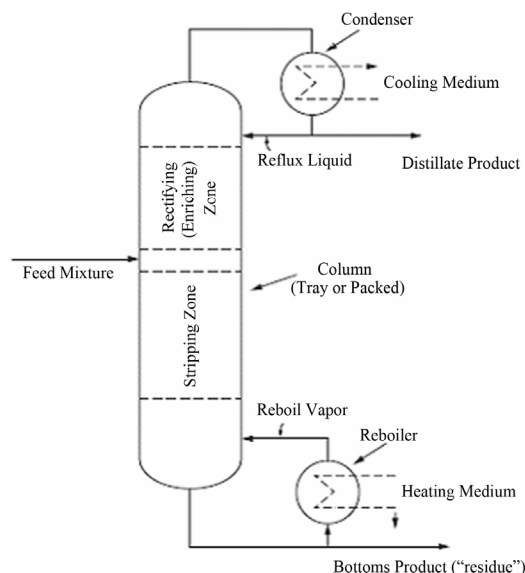 Condenser
Cooling Medium
Reflux Liquid
Distillate Product
Rectifying
(Enriching)
Zone
Feed Mixture
Column
(Tray or Packed)
Stripping Zone
Reboil Vapor
Reboiler
Heating Medium
Bottoms Product (“residue”)